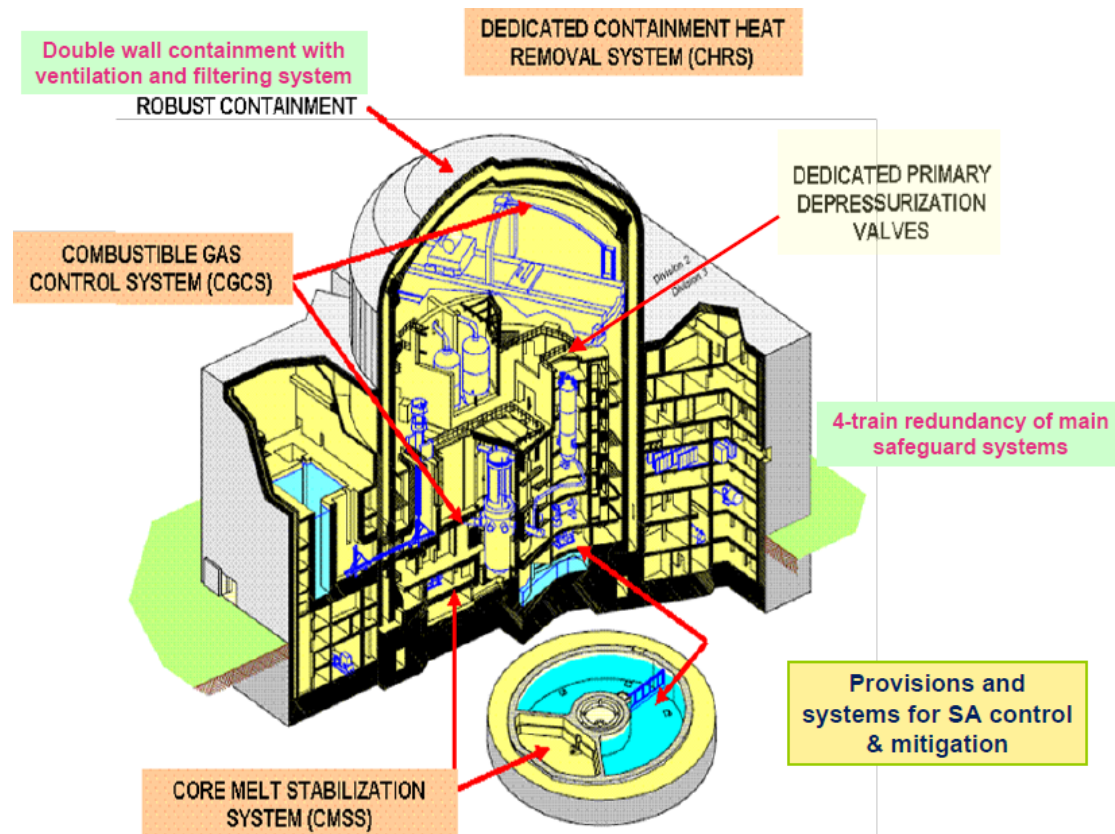 DEDICATED CONTAINMENT HEAT
REMOVAL SYSTEM (CHRS)
Double wall containment with
ventilation and filtering system
ROBUST CONTAINMENT
DEDICATED PRIMARY
DEPRESSURIZATION
VALVES
COMBUSTIBLE GAS
CONTROL SYSTEM (CGCS)
Division 2
Division 3
4-train redundancy of main
safeguard systems
Provisions and
systems for SA control
& mitigation
CORE MELT STABILIZATION
SYSTEM (CMSS)